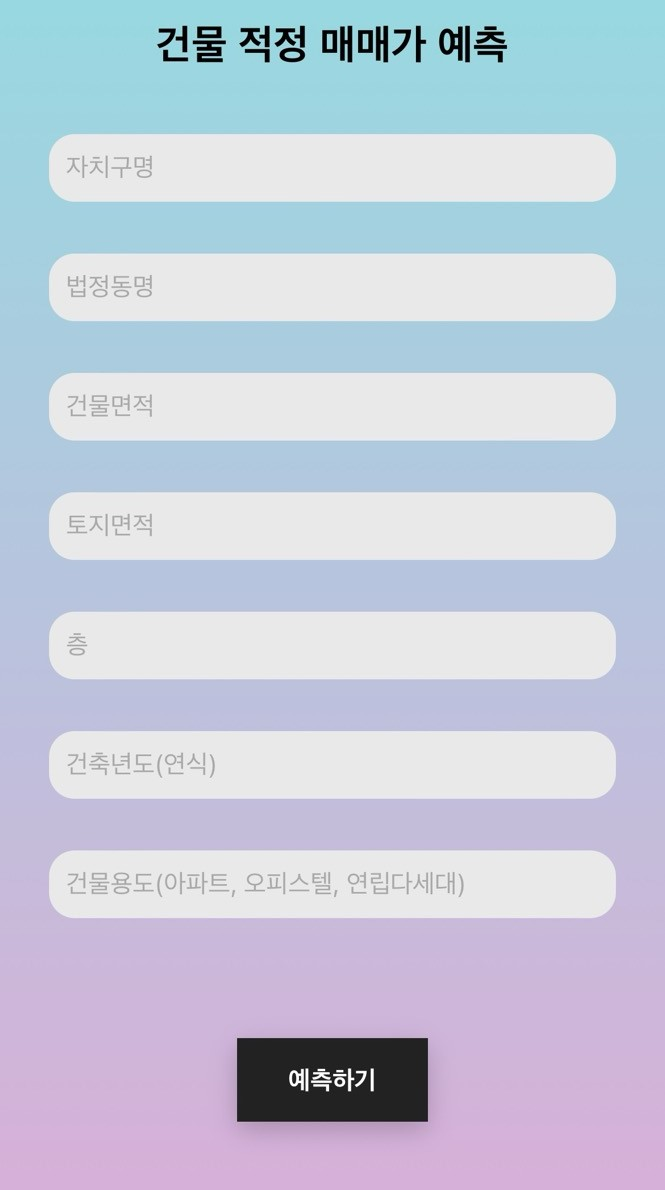 건물 적정 매매가 예측
자치구명
법정동명
건물면적
토지면적
층
건축년도(연식)
건물용도(아파트, 오피스텔, 연립다세대)
예측하기